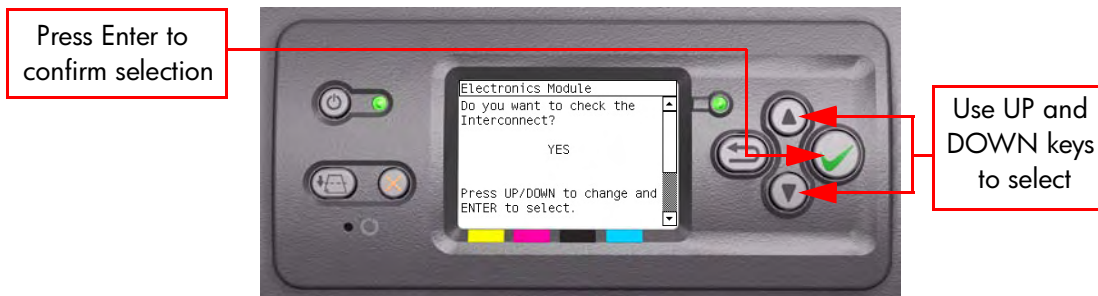 Press Enter to
confirm selection
Electronics Module
Do you want to check the
Interconnect?
YES
Press UP/DOWN to change and
ENTER to select.
Use UP and
DOWN keys
to select